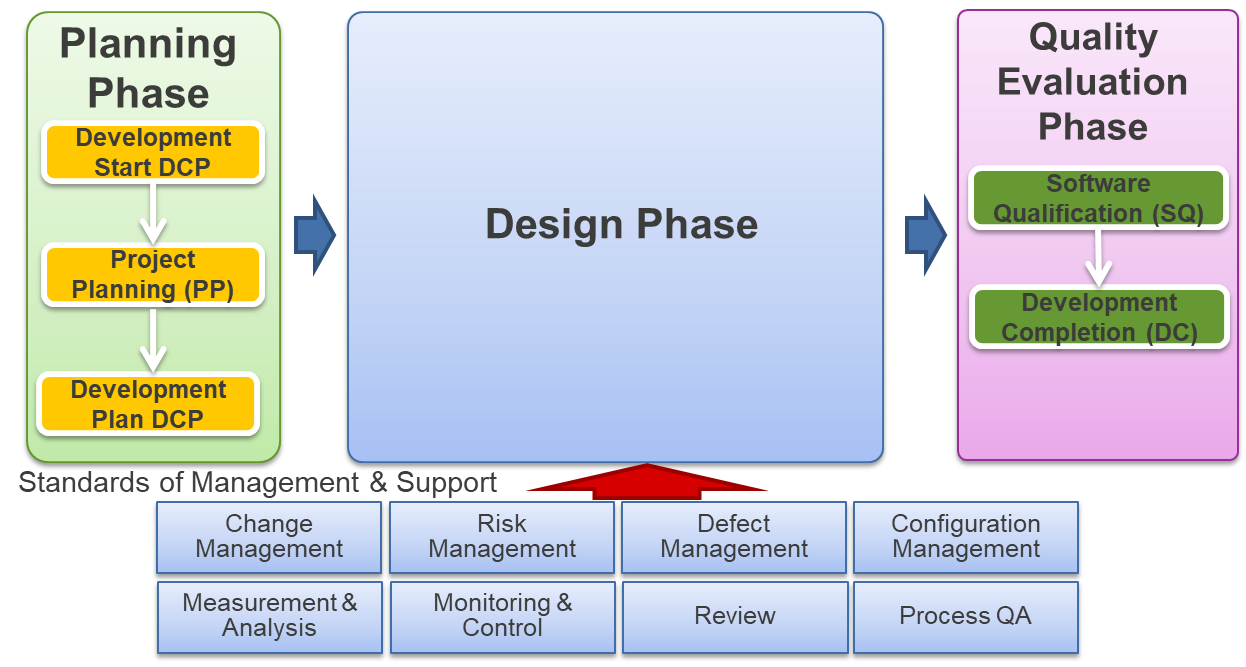 Planning
Phase
Development
Start DCP
Project
Planning (PP)
Development
Plan DCP
Design Phase
Quality
Evaluation
Phase
Software
Qualification (SQ)
Development
Completion (DC)
Standards of Management & Support
Change
Management
Risk
Management
Defect
Management
Configuration
Management
Measurement &
Analysis
Monitoring &
Control
Review
Process QA